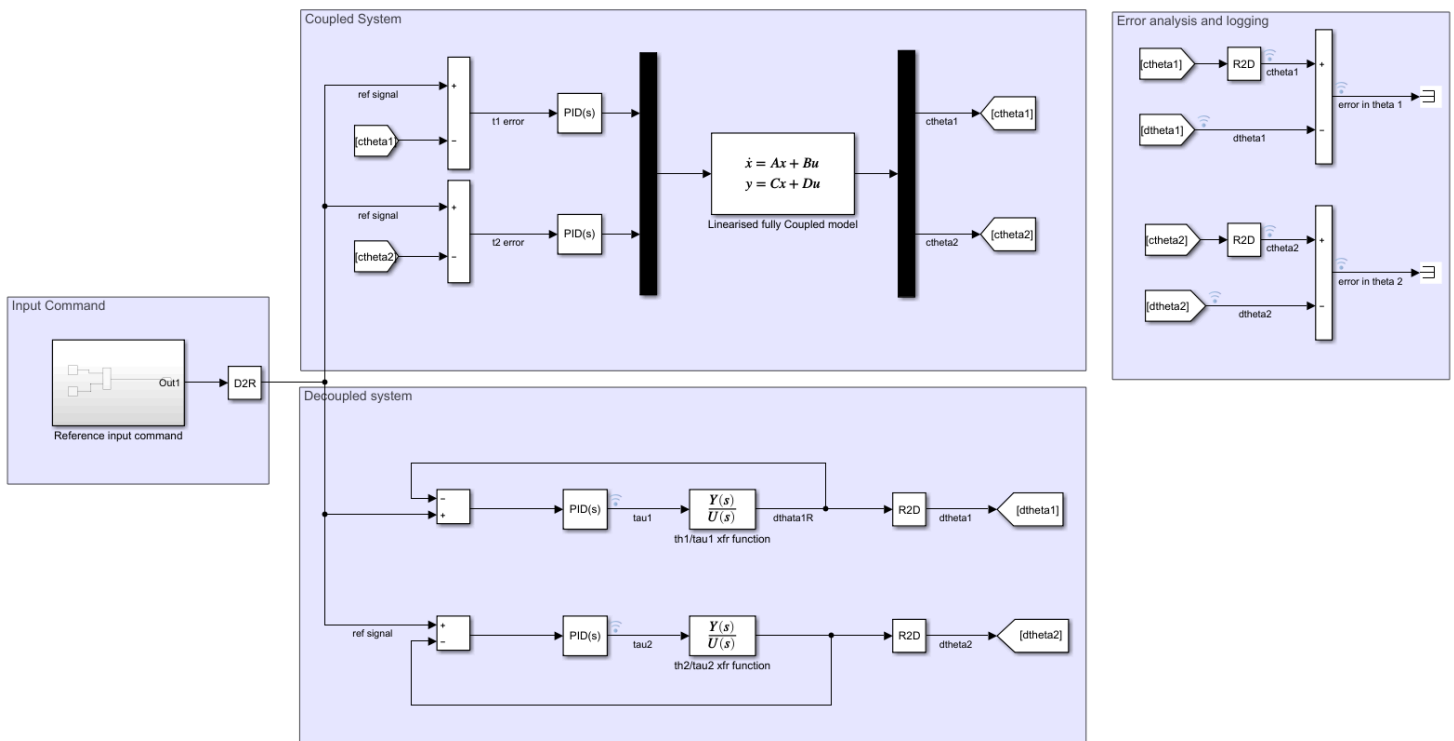 Coupled System
ref signal
+
[ctheta1]
−
t1 error
PID(s)
ref signal
+
[ctheta2]
−
t2 error
PID(s)
ẋ = Ax + Bu
y = Cx + Du
Linearised fully Coupled model
ctheta1
[ctheta1]
ctheta2
[ctheta2]
Error analysis and logging
[ctheta1]
R2D
ctheta1
+
[dtheta1]
dtheta1
−
error in theta 1
[ctheta2]
R2D
ctheta2
+
[dtheta2]
dtheta2
−
error in theta 2
Input Command
Out1
D2R
Reference input command
Decoupled system
−
+
PID(s)
tau1
Y(s)
U(s)
th1/tau1 xfr function
dthata1R
R2D
dtheta1
[dtheta1]
ref signal
+
−
PID(s)
tau2
Y(s)
U(s)
th2/tau2 xfr function
R2D
dtheta2
[dtheta2]